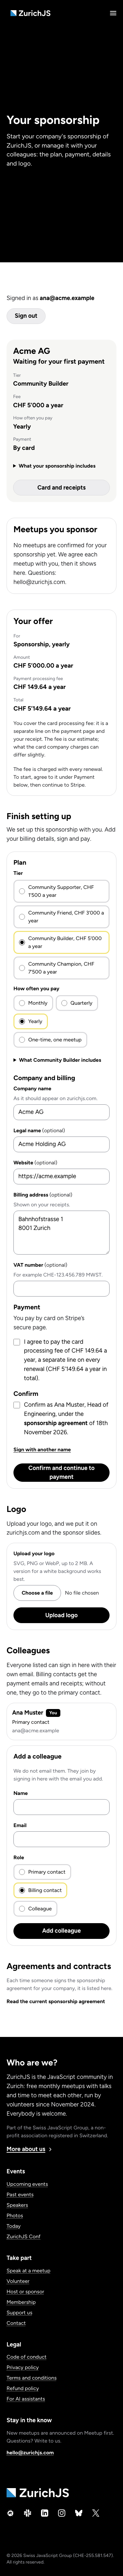 ZurichJS
Your sponsorship
Start your company's sponsorship of
ZurichJS, or manage it with your
colleagues: the plan, payment, details
and logo.
Signed in as ana@acme.example
Sign out
Acme AG
Waiting for your first payment
Tier
Community Builder
Fee
CHF 5’000 a year
How often you pay
Yearly
Payment
By card
What your sponsorship includes
Card and receipts
Meetups you sponsor
No meetups are confirmed for your
sponsorship yet. We agree each
meetup with you, then it shows
here. Questions:
hello@zurichjs.com.
Your offer
For
Sponsorship, yearly
Amount
CHF 5’000.00 a year
Payment processing fee
CHF 149.64 a year
Total
CHF 5’149.64 a year
You cover the card processing fee: it is a
separate line on the payment page and
your receipt. The fee is our estimate:
what the card company charges can
differ slightly.
The fee is charged with every renewal.
To start, agree to it under Payment
below, then continue to Stripe.
Finish setting up
We set up this sponsorship with you. Add
your billing details, sign and pay.
Plan
Tier
Community Supporter, CHF
1’500 a year
Community Friend, CHF 3’000 a
year
Community Builder, CHF 5’000
a year
Community Champion, CHF
7’500 a year
How often you pay
Monthly
Quarterly
Yearly
One-time, one meetup
What Community Builder includes
Company and billing
Company name
As it should appear on zurichjs.com.
Acme AG
Legal name (optional)
Acme Holding AG
Website (optional)
https://acme.example
Billing address (optional)
Shown on your receipts.
Bahnhofstrasse 1
8001 Zurich
VAT number (optional)
For example CHE-123.456.789 MWST.
Payment
You pay by card on Stripe's
secure page.
I agree to pay the card
processing fee of CHF 149.64 a
year, a separate line on every
renewal (CHF 5’149.64 a year in
total).
Confirm
Confirm as Ana Muster, Head of
Engineering, under the
sponsorship agreement of 18th
November 2026.
Sign with another name
Confirm and continue to
payment
Logo
Upload your logo, and we put it on
zurichjs.com and the sponsor slides.
Upload your logo
SVG, PNG or WebP, up to 2 MB. A
version for a white background works
best.
Choose a file
No file chosen
Upload logo
Colleagues
Everyone listed can sign in here with their
own email. Billing contacts get the
payment emails and receipts; without
one, they go to the primary contact.
Ana Muster You
Primary contact
ana@acme.example
Add a colleague
We do not email them. They join by
signing in here with the email you add.
Name
Email
Role
Primary contact
Billing contact
Colleague
Add colleague
Agreements and contracts
Each time someone signs the sponsorship
agreement for your company, it is listed here.
Read the current sponsorship agreement
Who are we?
ZurichJS is the JavaScript community in
Zurich: free monthly meetups with talks
and time to meet each other, run by
volunteers since November 2024.
Everybody is welcome.
Part of the Swiss JavaScript Group, a non-
profit association registered in Switzerland.
More about us
Events
Upcoming events
Past events
Speakers
Photos
Today
ZurichJS Conf
Take part
Speak at a meetup
Volunteer
Host or sponsor
Membership
Support us
Contact
Legal
Code of conduct
Privacy policy
Terms and conditions
Refund policy
For AI assistants
Stay in the know
New meetups are announced on Meetup first.
Questions? Write to us.
hello@zurichjs.com
ZurichJS
© 2026 Swiss JavaScript Group (CHE-255.581.547).
All rights reserved.